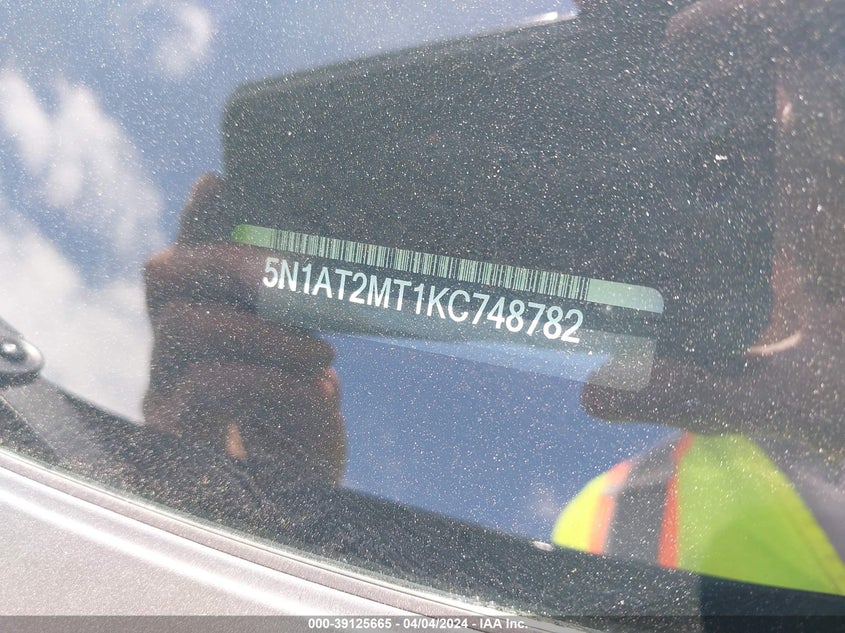 5N1AT2MT1KC748782
000-39125665 - 04/04/2024 - IAA Inc.